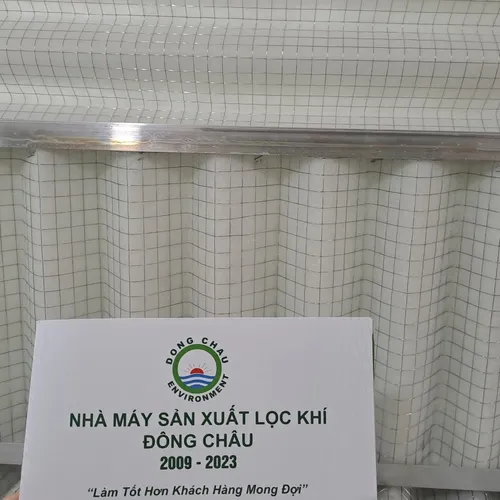 DONG CHAU
ENVIRONMENT
NHÀ MÁY SẢN XUẤT LỌC KHÍ
ĐÔNG CHÂU
2009 - 2023
“Làm Tốt Hơn Khách Hàng Mong Đợi”